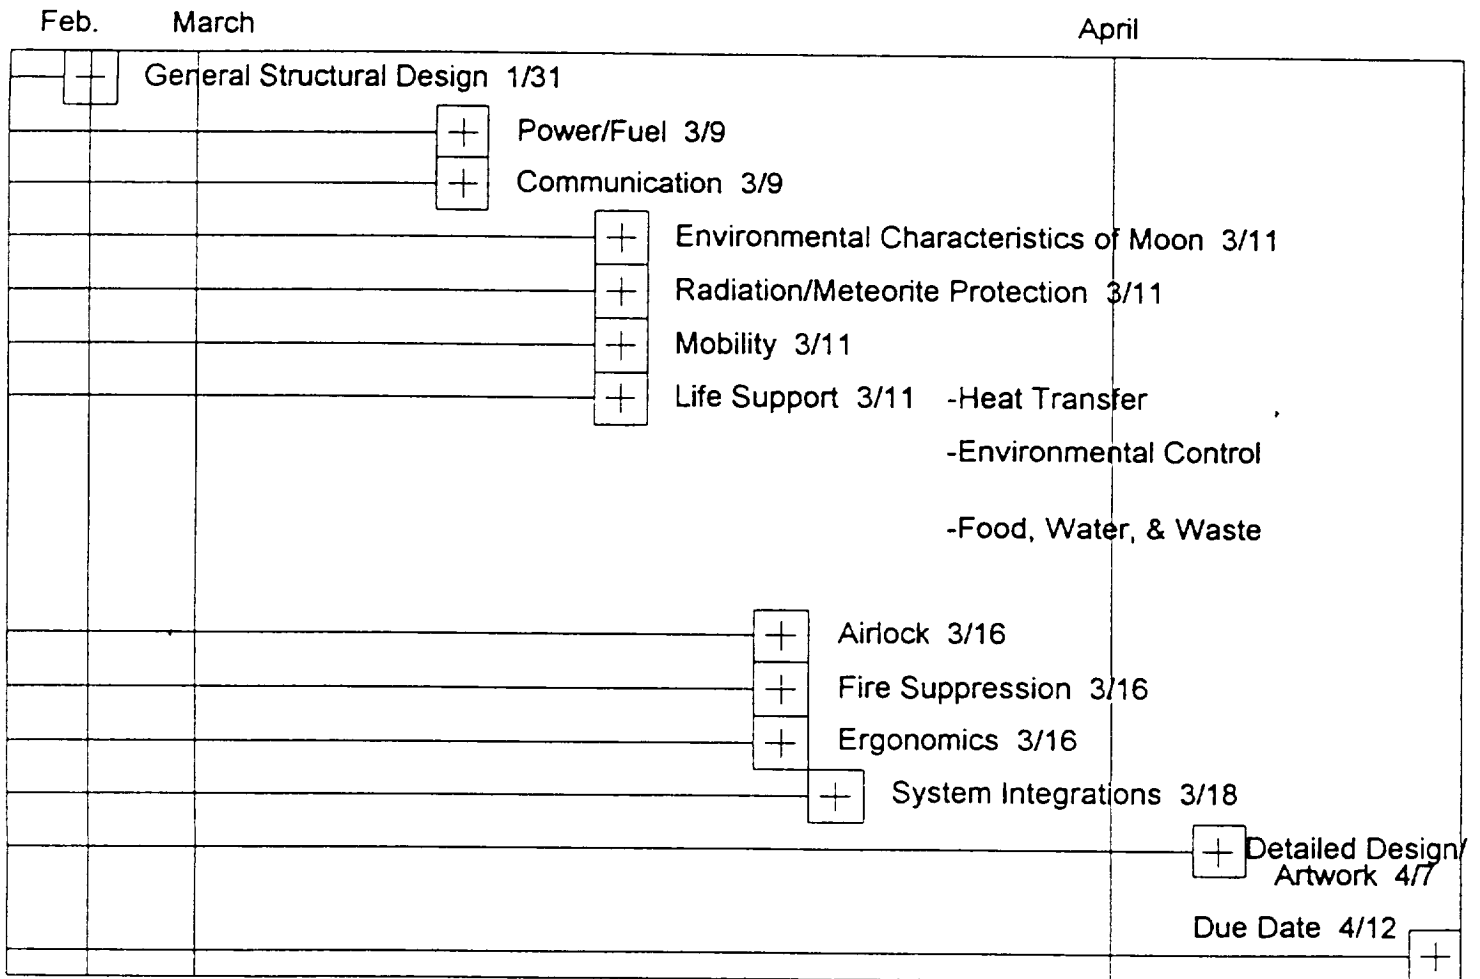 Feb. March April
General Structural Design 1/31
Power/Fuel 3/9
Communication 3/9
Environmental Characteristics of Moon 3/11
Radiation/Meteorite Protection 3/11
Mobility 3/11
Life Support 3/11 -Heat Transfer
-Environmental Control
-Food, Water, & Waste
Airlock 3/16
Fire Suppression 3/16
Ergonomics 3/16
System Integrations 3/18
Detailed Design/
Artwork 4/7
Due Date 4/12